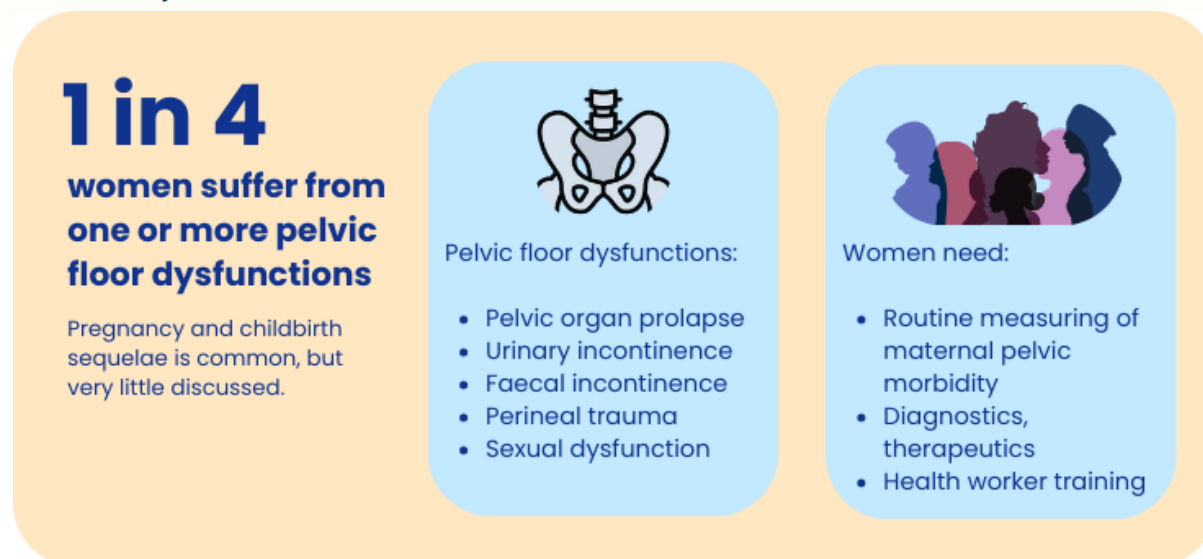 1 in 4
women suffer from
one or more pelvic
floor dysfunctions
Pregnancy and childbirth
sequelae is common, but
very little discussed.
Pelvic floor dysfunctions:
• Pelvic organ prolapse
• Urinary incontinence
• Faecal incontinence
• Perineal trauma
• Sexual dysfunction
Women need:
• Routine measuring of
maternal pelvic
morbidity
• Diagnostics,
therapeutics
• Health worker training